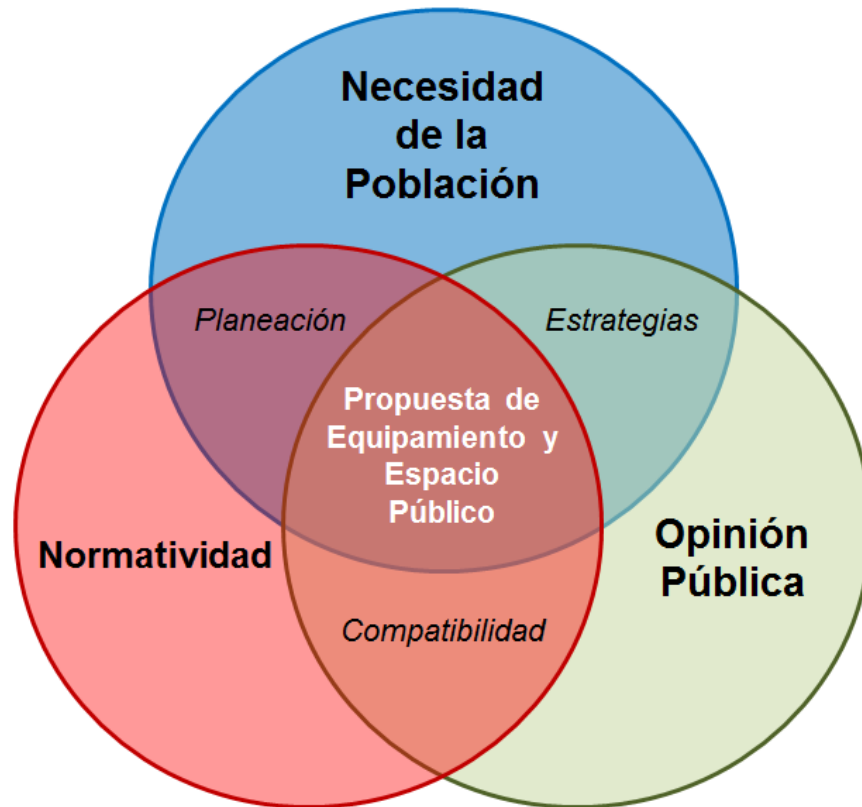 Necesidad
de la
Población
Planeación
Estrategias
Propuesta de
Equipamiento y
Espacio
Público
Normatividad
Opinión
Pública
Compatibilidad